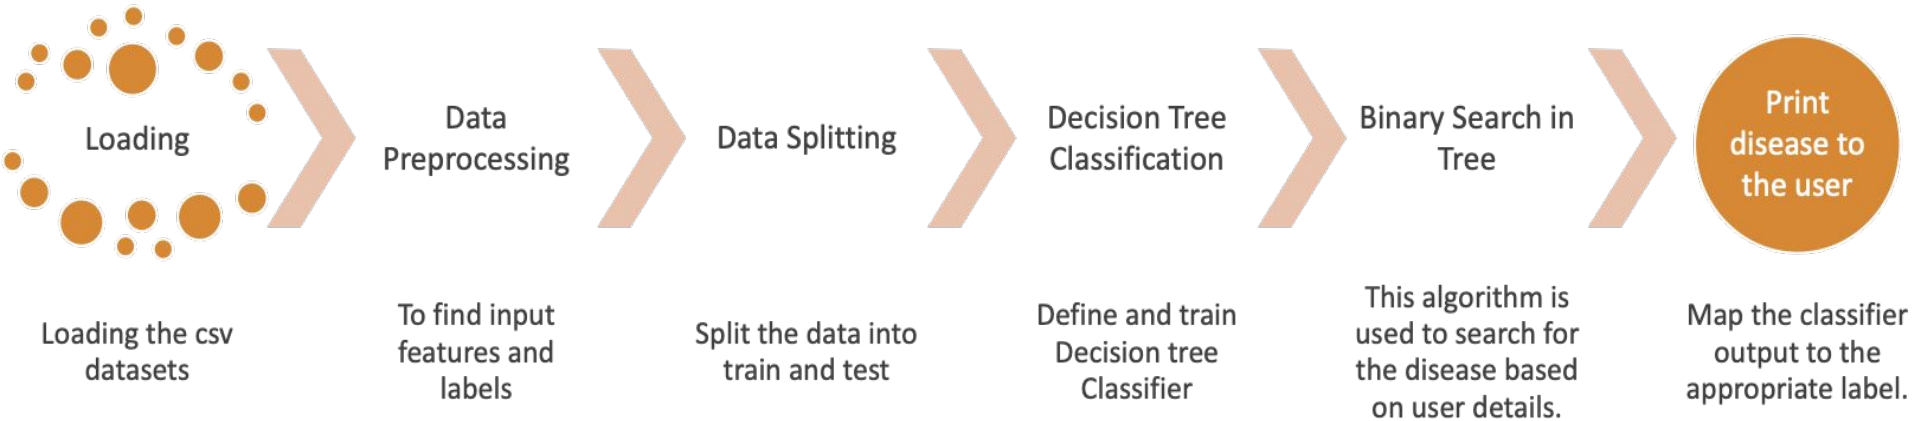 Loading
Data
Preprocessing
Data Splitting
Decision Tree
Classification
Binary Search in
Tree
Print
disease to
the user
Loading the csv
datasets
To find input
features and
labels
Split the data into
train and test
Define and train
Decision tree
Classifier
This algorithm is
used to search for
the disease based
on user details.
Map the classifier
output to the
appropriate label.